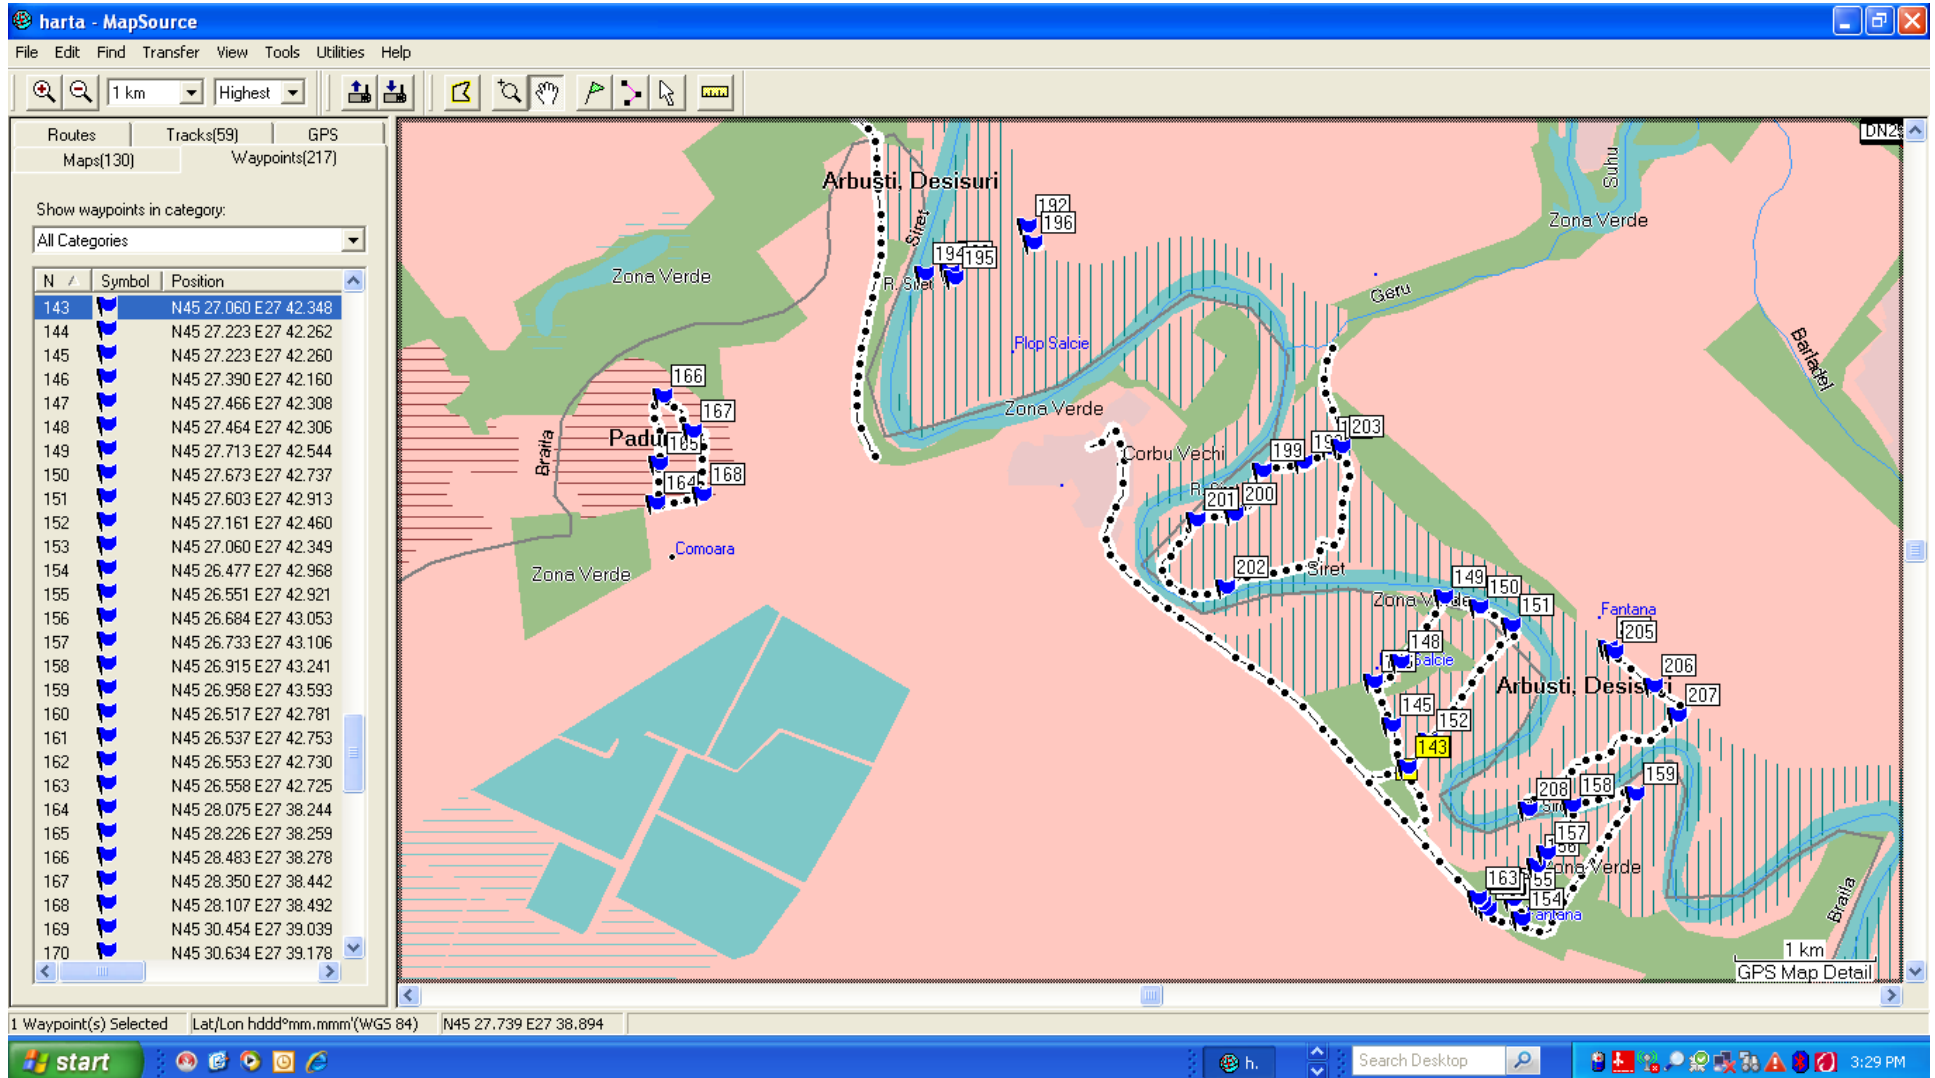 harta - MapSource
File Edit Find Transfer View Tools Utilities Help
1 km Highest
Routes Tracks(59) GPS
Maps(130) Waypoints(217)
Show waypoints in category:
All Categories
N Symbol Position
143 N45 27.060 E27 42.348
144 N45 27.223 E27 42.262
145 N45 27.223 E27 42.260
146 N45 27.390 E27 42.160
147 N45 27.466 E27 42.308
148 N45 27.464 E27 42.306
149 N45 27.713 E27 42.544
150 N45 27.673 E27 42.737
151 N45 27.603 E27 42.913
152 N45 27.161 E27 42.460
153 N45 27.060 E27 42.349
154 N45 26.477 E27 42.968
155 N45 26.551 E27 42.921
156 N45 26.684 E27 43.053
157 N45 26.733 E27 43.106
158 N45 26.915 E27 43.241
159 N45 26.958 E27 43.593
160 N45 26.517 E27 42.781
161 N45 26.537 E27 42.753
162 N45 26.553 E27 42.730
163 N45 26.558 E27 42.725
164 N45 28.075 E27 38.244
165 N45 28.226 E27 38.259
166 N45 28.483 E27 38.278
167 N45 28.350 E27 38.442
168 N45 28.107 E27 38.492
169 N45 30.454 E27 39.039
170 N45 30.634 E27 39.178
DN2
Arbusti, Desisuri
Suhu
192
196
Zona Verde
Siret
194
195
Zona Verde
R. Siret
Geru
Plop Salcie
Barladel
166
167
Zona Verde
203
Braila
Padu
165
199
Corbu Vechi
164
168
R.
201
200
Comoara
Zona Verde
202
Siret
149
150
151
Zona
Fantana
205
148
Salcie
206
Arbusti, Desis
207
145
152
143
159
208
158
157
Zona Verde
163
154
Fantana
Braila
1 km
GPS Map Detail
1 Waypoint(s) Selected Lat/Lon hddd°mm.mmm'(WGS 84) N45 27.739 E27 38.894
start h. Search Desktop 3:29 PM